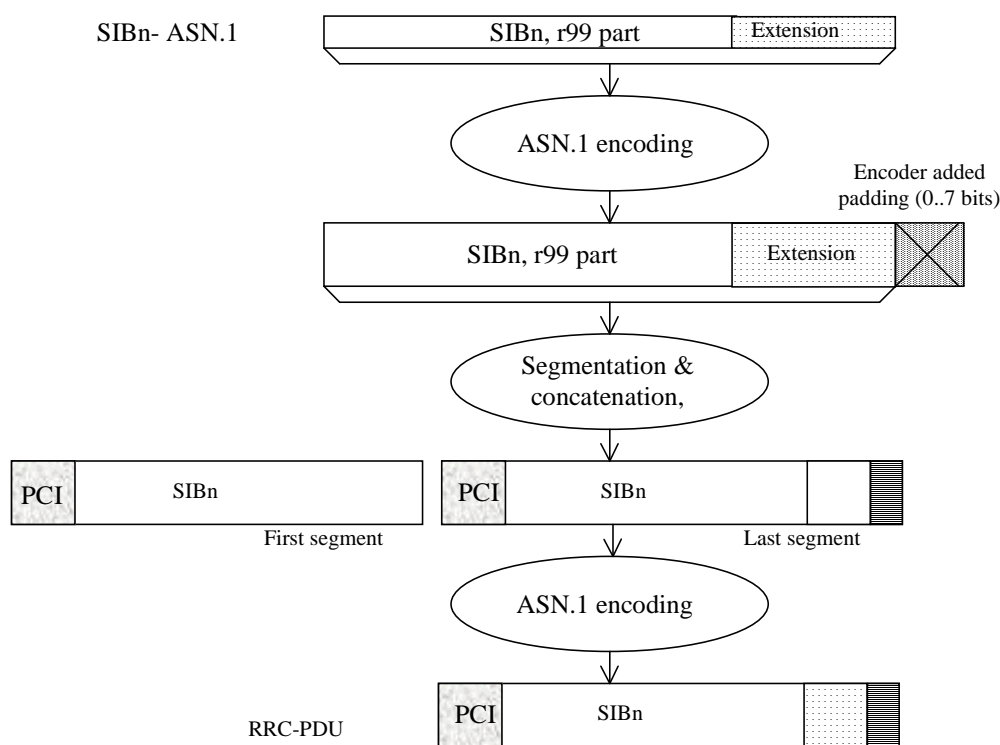 SIBn- ASN.1
SIBn, r99 part
Extension
ASN.1 encoding
Encoder added
padding (0..7 bits)
SIBn, r99 part
Extension
Segmentation &
concatenation,
PCI
SIBn
PCI
SIBn
First segment
Last segment
ASN.1 encoding
RRC-PDU
PCI
SIBn